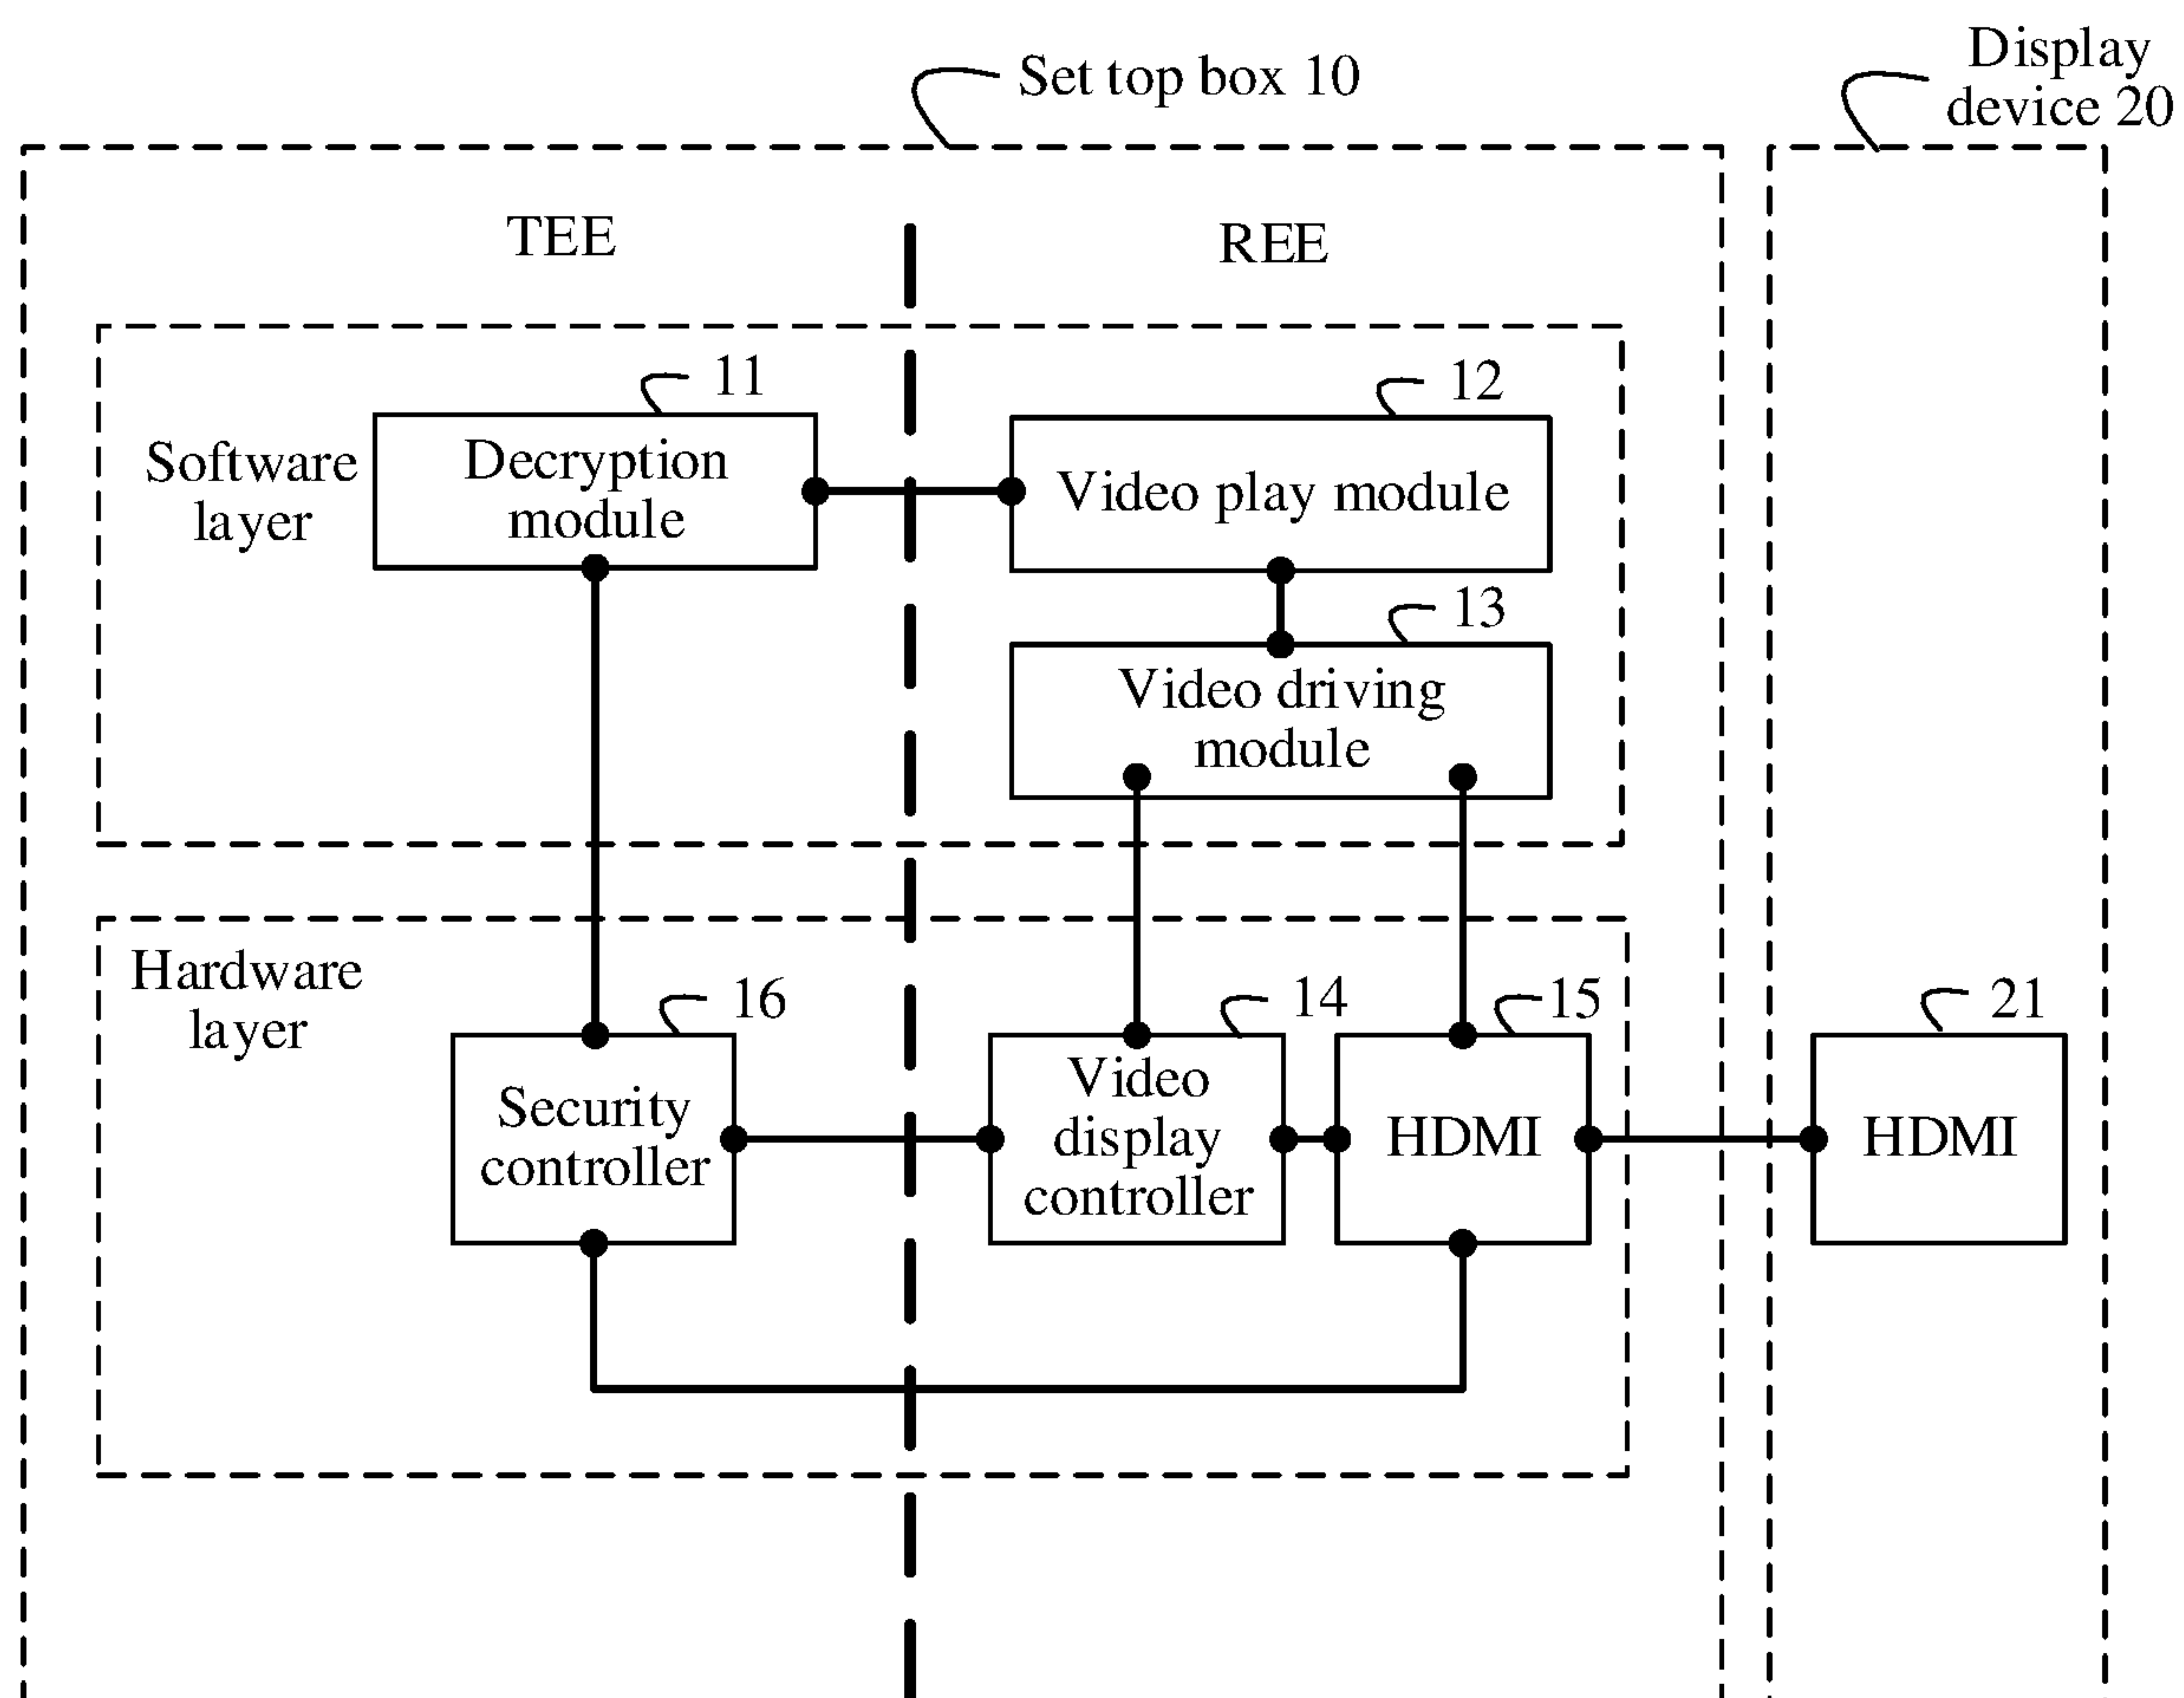 Set top box 10
Display
device 20
TEE
REE
11
12
Software
layer
Decryption
module
Video play module
13
Video driving
module
Hardware
layer
16
14
15
21
Security
controller
Video
display
controller
HDMI
HDMI